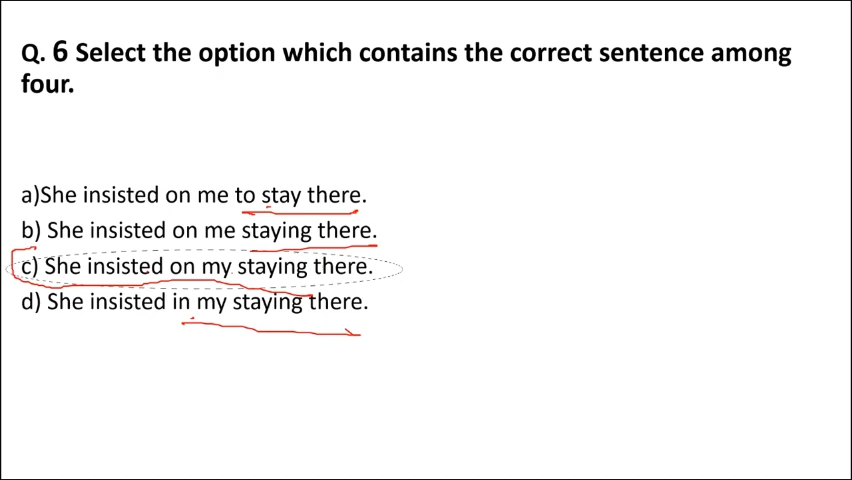 Q. 6 Select the option which contains the correct sentence among
four.
a)She insisted on me to stay there.
b) She insisted on me staying there.
c) She insisted on my staying there.
d) She insisted in my staying there.